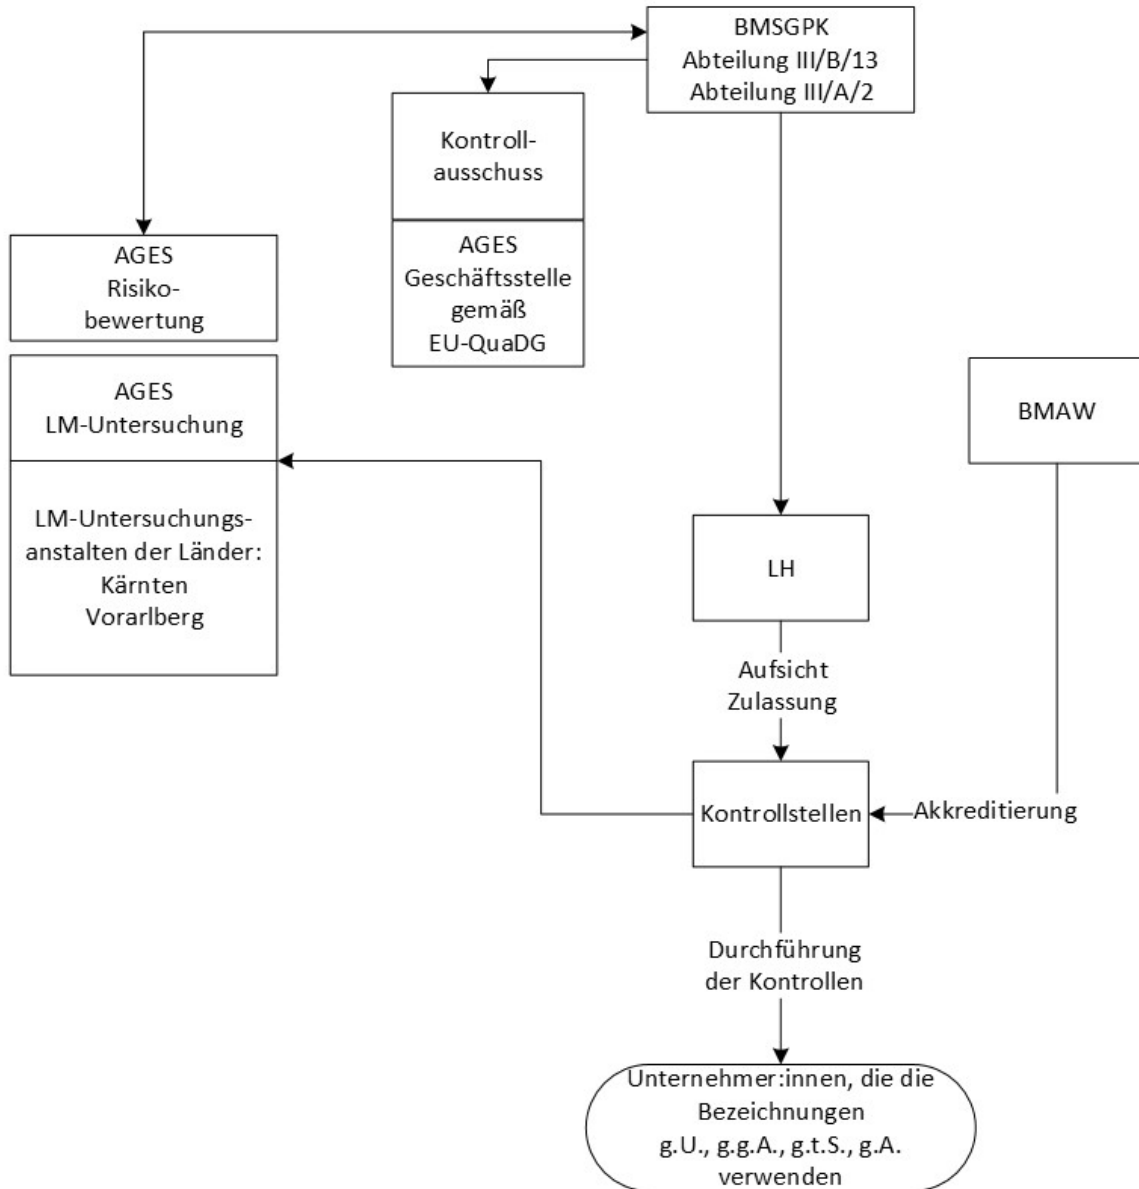 BMSGPK
Abteilung III/B/13
Abteilung III/A/2
Kontroll-
ausschuss
AGES
Geschäftsstelle
gemäß
EU-QuaDG
AGES
Risiko-
bewertung
AGES
LM-Untersuchung
LM-Untersuchungs-
anstalten der Länder:
Kärnten
Vorarlberg
BMAW
LH
Aufsicht
Zulassung
Kontrollstellen
Akkreditierung
Durchführung
der Kontrollen
Unternehmer:innen, die die
Bezeichnungen
g.U., g.g.A., g.t.S., g.A.
verwenden